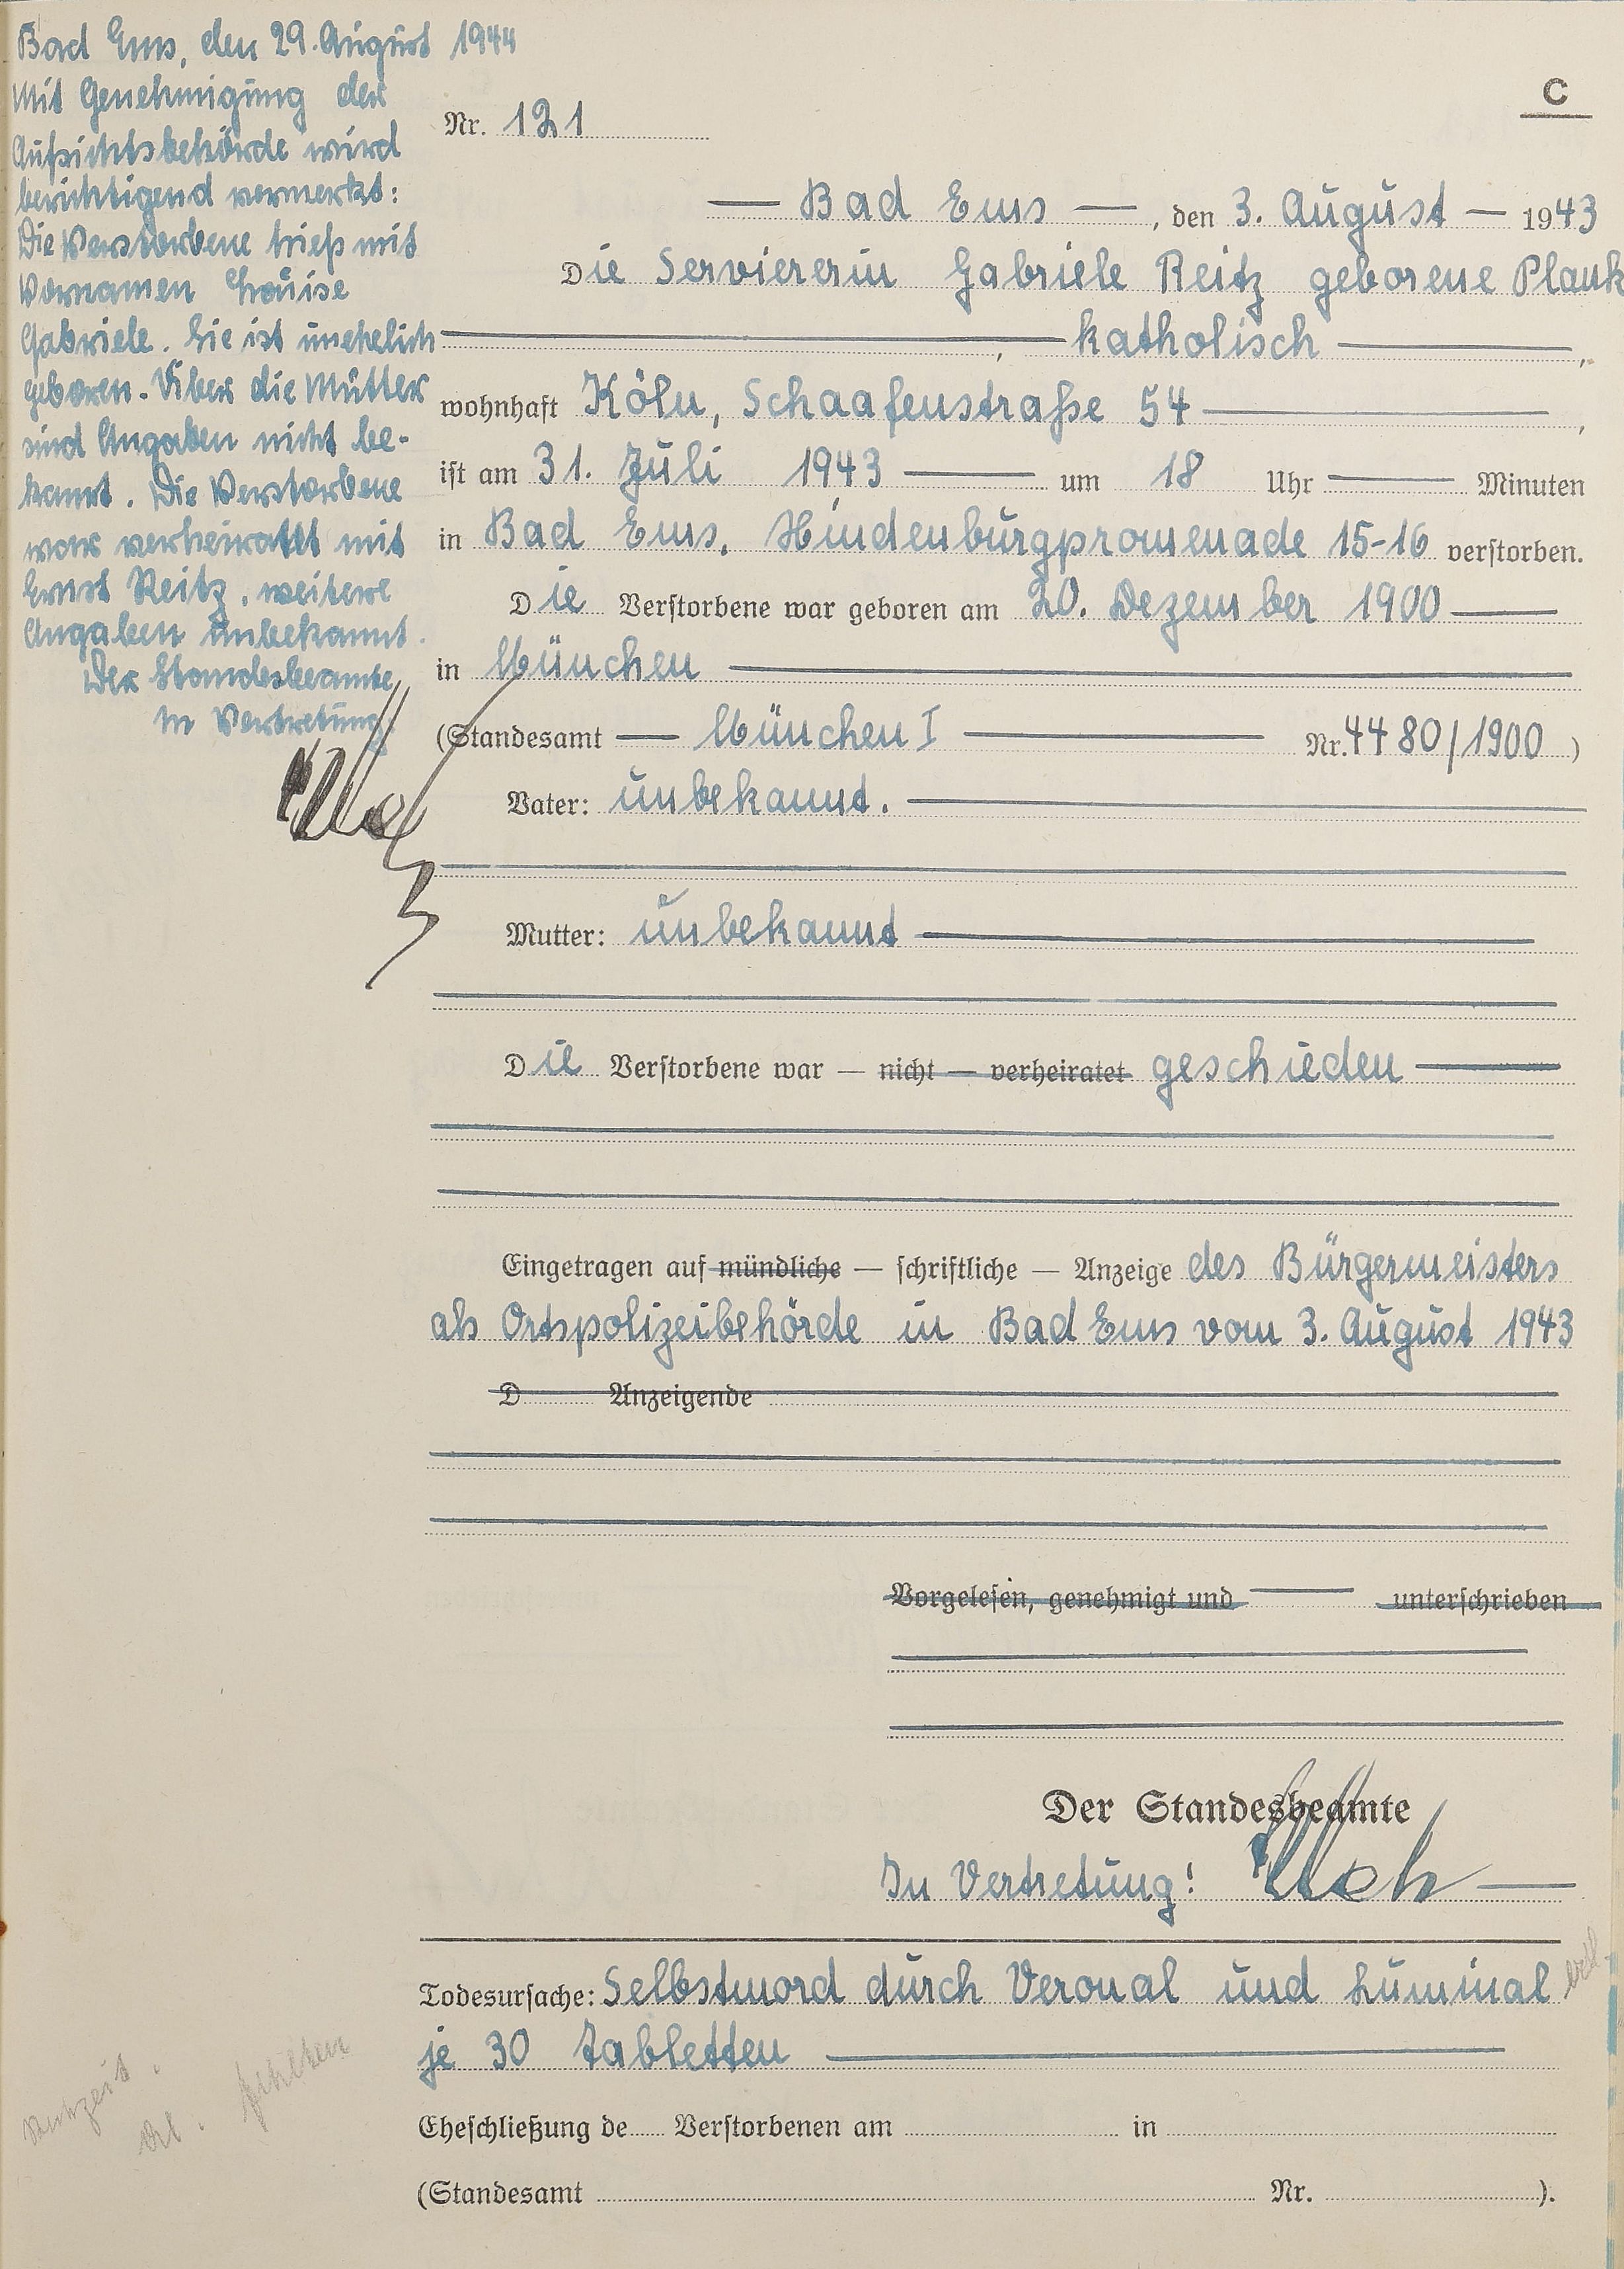 Bad Ems, den 29. August 1944
Mit Genehmigung der
Aufsichtsbehörde wird
berichtigend vermerkt:
Die Verstorbene hieß mit
Vornamen Louise
Gabriele. Sie ist unehelich
geboren. Über die Mutter
sind Angaben nicht be-
kannt. Die Verstorbene
war verheiratet mit
Ernst Reitz, weitere
Angaben unbekannt.
Der Standesbeamte
In Vertretung:
C
Nr. 121
— Bad Ems —, den 3. August — 1943
Die Serviererin Gabriele Reitz geborene Plank
—, — katholisch —,
wohnhaft Köln, Schaafenstraße 54 —,
ist am 31. Juli 1943 — um 18 Uhr — Minuten
in Bad Ems, Hindenburgpromenade 15-16 verstorben.
Die Verstorbene war geboren am 20. Dezember 1900 —
in München —
(Standesamt — München I — Nr. 4480/1900)
Vater: unbekannt. —
Mutter: unbekannt —
Die Verstorbene war — nicht — verheiratet geschieden —
Eingetragen auf mündliche — schriftliche — Anzeige des Bürgermeisters
als Ortspolizeibehörde in Bad Ems vom 3. August 1943
D Anzeigende
Vorgelesen, genehmigt und — unterschrieben
Der Standesbeamte
In Vertretung!
Todesursache: Selbstmord durch Veronal und Luminal
je 30 Tabletten —
Eheschließung de Verstorbenen am in
(Standesamt Nr. ).